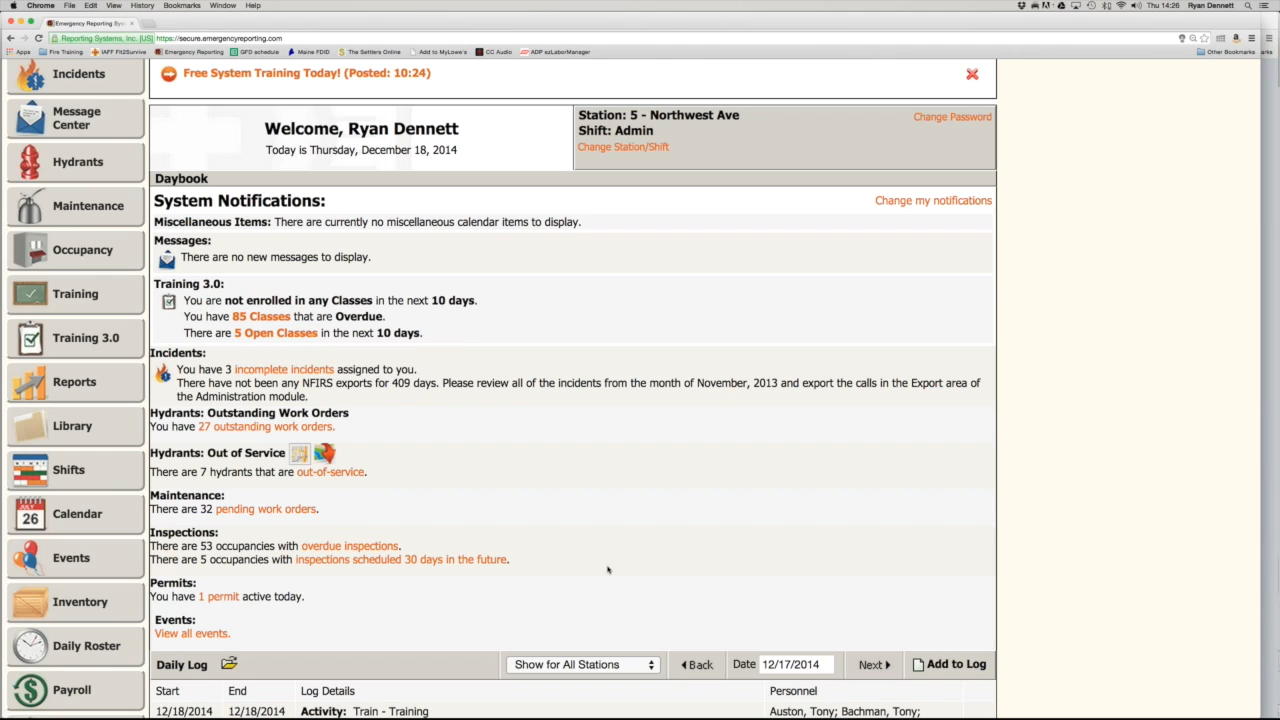 Chrome File Edit View History Bookmarks Window Help
Thu 14:26 Ryan Dennett
Emergency Reporting Sys
Reporting Systems, Inc. [US] https://secure.emergencyreporting.com
Apps Fire Training IAFF Fit2Survive Emergency Reporting GFD schedule Maine FDID The Settlers Online Add to MyLowe's CC Audio ADP ezLaborManager Other Bookmarks
Incidents
Message
Center
Hydrants
Maintenance
Occupancy
Training
Training 3.0
Reports
Library
Shifts
JULY
26
Calendar
Events
Inventory
Daily Roster
Payroll
Free System Training Today! (Posted: 10:24)
Welcome, Ryan Dennett
Today is Thursday, December 18, 2014
Station: 5 - Northwest Ave
Shift: Admin
Change Station/Shift
Change Password
Daybook
System Notifications:
Change my notifications
Miscellaneous Items: There are currently no miscellaneous calendar items to display.
Messages:
There are no new messages to display.
Training 3.0:
You are not enrolled in any Classes in the next 10 days.
You have 85 Classes that are Overdue.
There are 5 Open Classes in the next 10 days.
Incidents:
You have 3 incomplete incidents assigned to you.
There have not been any NFIRS exports for 409 days. Please review all of the incidents from the month of November, 2013 and export the calls in the Export area of
the Administration module.
Hydrants: Outstanding Work Orders
You have 27 outstanding work orders.
Hydrants: Out of Service
There are 7 hydrants that are out-of-service.
Maintenance:
There are 32 pending work orders.
Inspections:
There are 53 occupancies with overdue inspections.
There are 5 occupancies with inspections scheduled 30 days in the future.
Permits:
You have 1 permit active today.
Events:
View all events.
Daily Log Show for All Stations Back Date 12/17/2014 Next Add to Log
Start End Log Details Personnel
12/18/2014 12/18/2014 Activity: Train - Training Auston, Tony; Bachman, Tony;